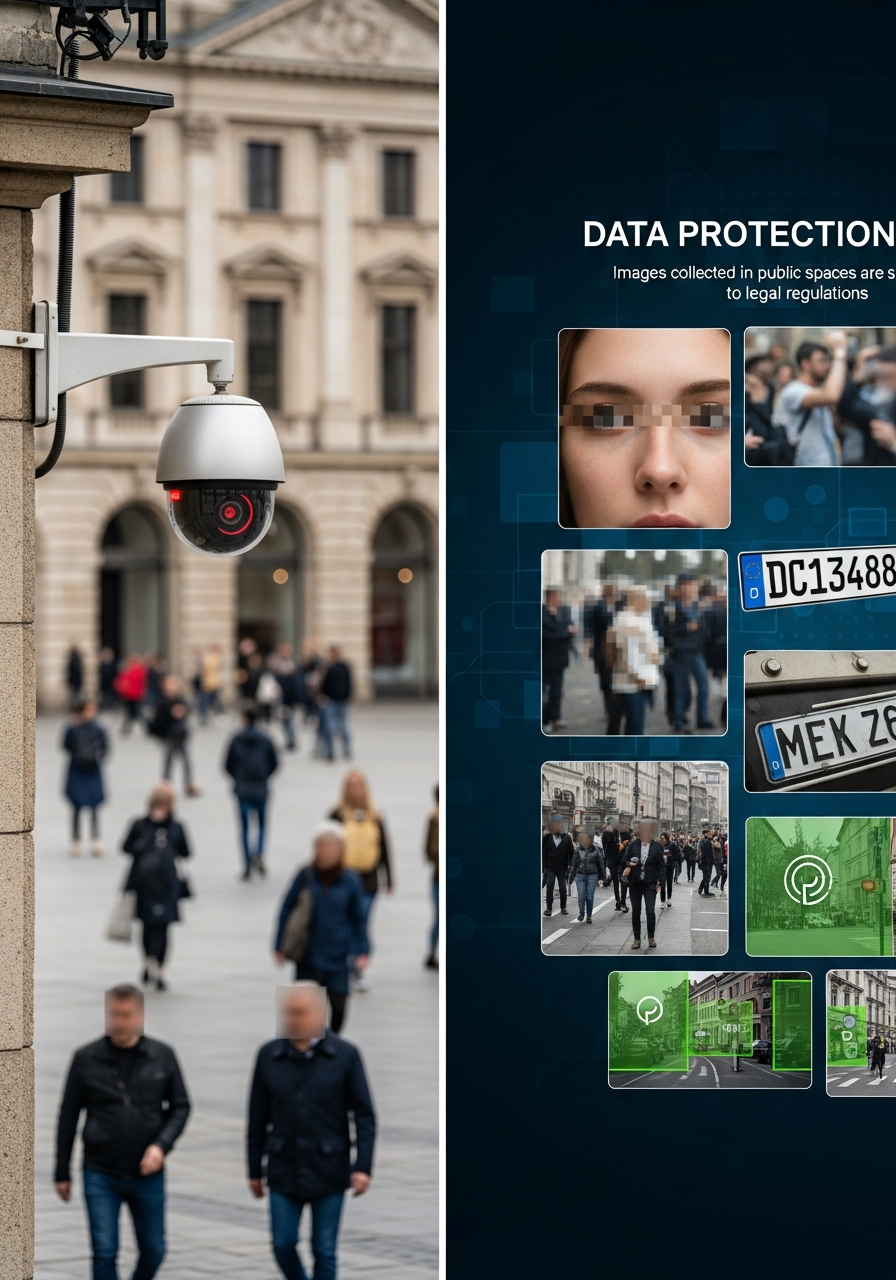 DATA PROTECTION
Images collected in public spaces are s
to legal regulations
D
DC13488
D
MEK Z6